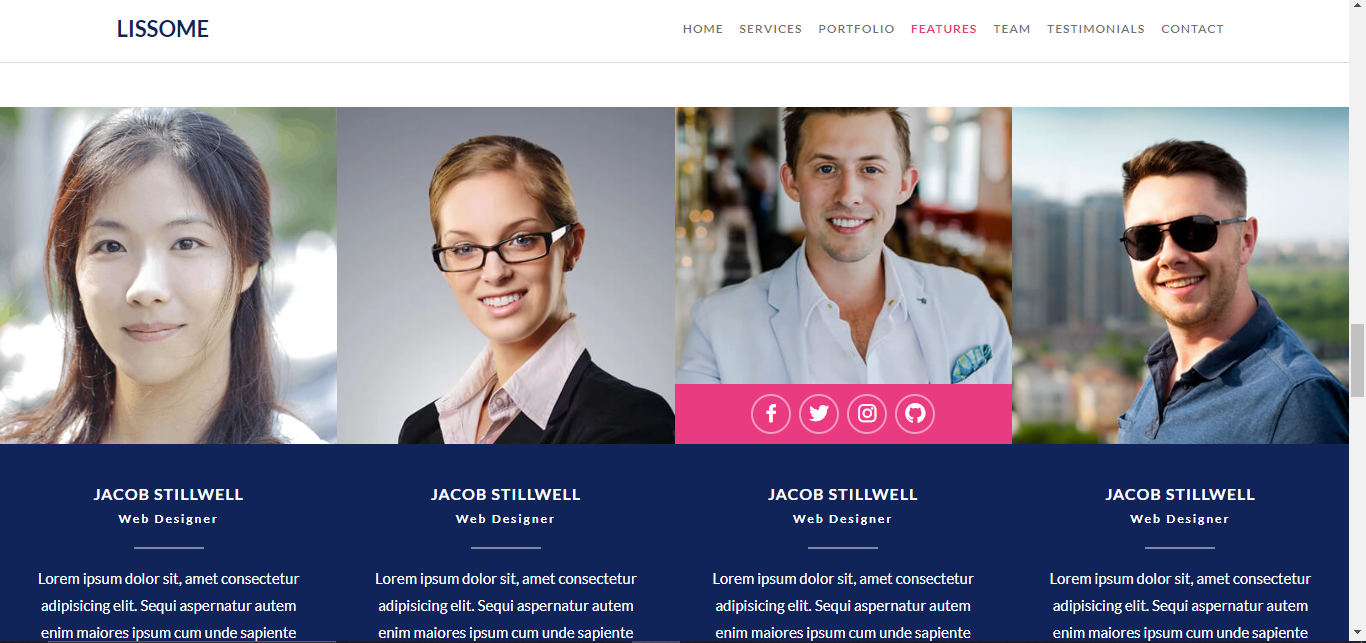 LISSOME
HOME SERVICES PORTFOLIO FEATURES TEAM TESTIMONIALS CONTACT
JACOB STILLWELL
Web Designer
Lorem ipsum dolor sit, amet consectetur
adipisicing elit. Sequi aspernatur autem
enim maiores ipsum cum unde sapiente
JACOB STILLWELL
Web Designer
Lorem ipsum dolor sit, amet consectetur
adipisicing elit. Sequi aspernatur autem
enim maiores ipsum cum unde sapiente
JACOB STILLWELL
Web Designer
Lorem ipsum dolor sit, amet consectetur
adipisicing elit. Sequi aspernatur autem
enim maiores ipsum cum unde sapiente
JACOB STILLWELL
Web Designer
Lorem ipsum dolor sit, amet consectetur
adipisicing elit. Sequi aspernatur autem
enim maiores ipsum cum unde sapiente